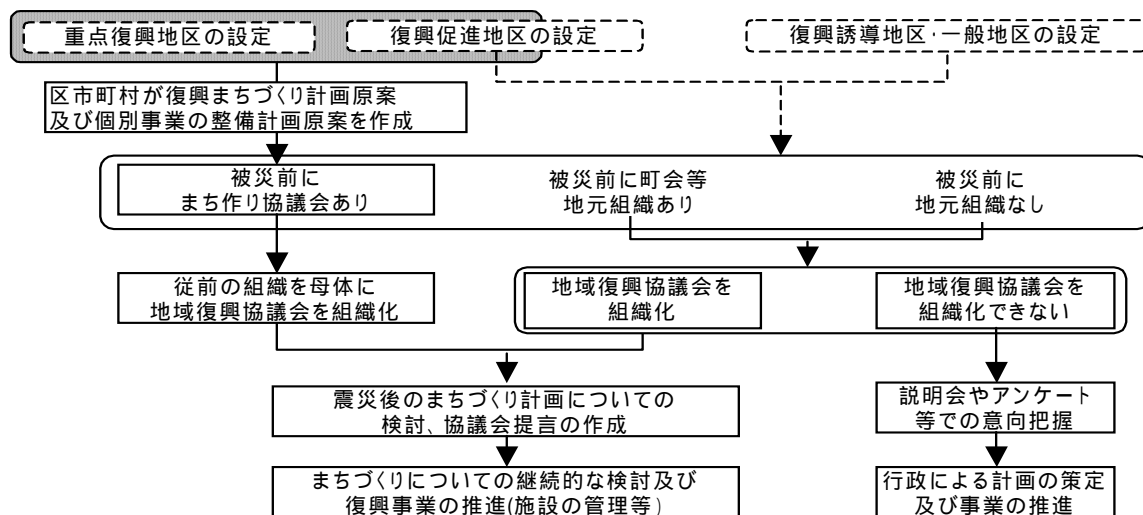 重点復興地区の設定
復興促進地区の設定
復興誘導地区・一般地区の設定
区市町村が復興まちづくり計画原案
及び個別事業の整備計画原案を作成
被災前に
まち作り協議会あり
被災前に町会等
地元組織あり
被災前に
地元組織なし
従前の組織を母体に
地域復興協議会を組織化
地域復興協議会を
組織化
地域復興協議会を
組織化できない
震災後のまちづくり計画についての
検討、協議会提言の作成
説明会やアンケート
等での意向把握
まちづくりについての継続的な検討及び
復興事業の推進(施設の管理等)
行政による計画の策定
及び事業の推進